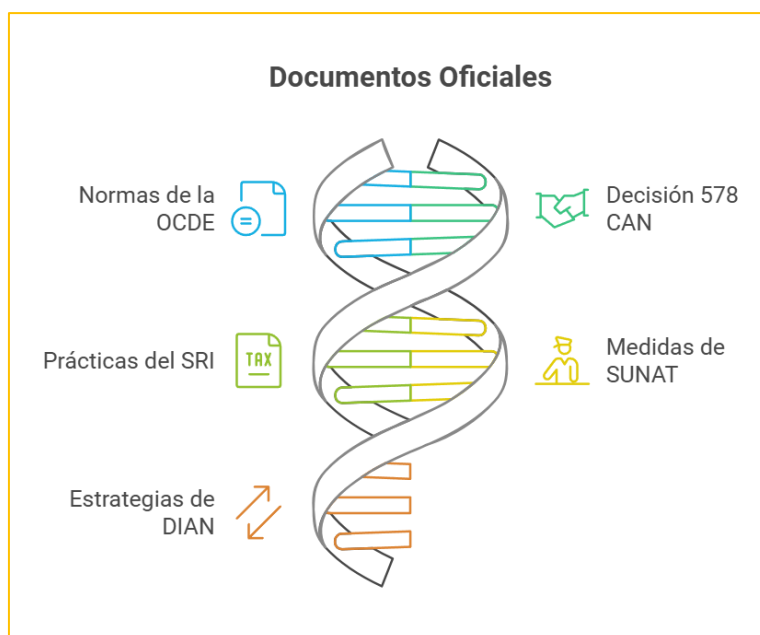 Documentos Oficiales
Normas de la
OCDE
Decisión 578
CAN
Prácticas del SRI
TAX
Medidas de
SUNAT
Estrategias de
DIAN